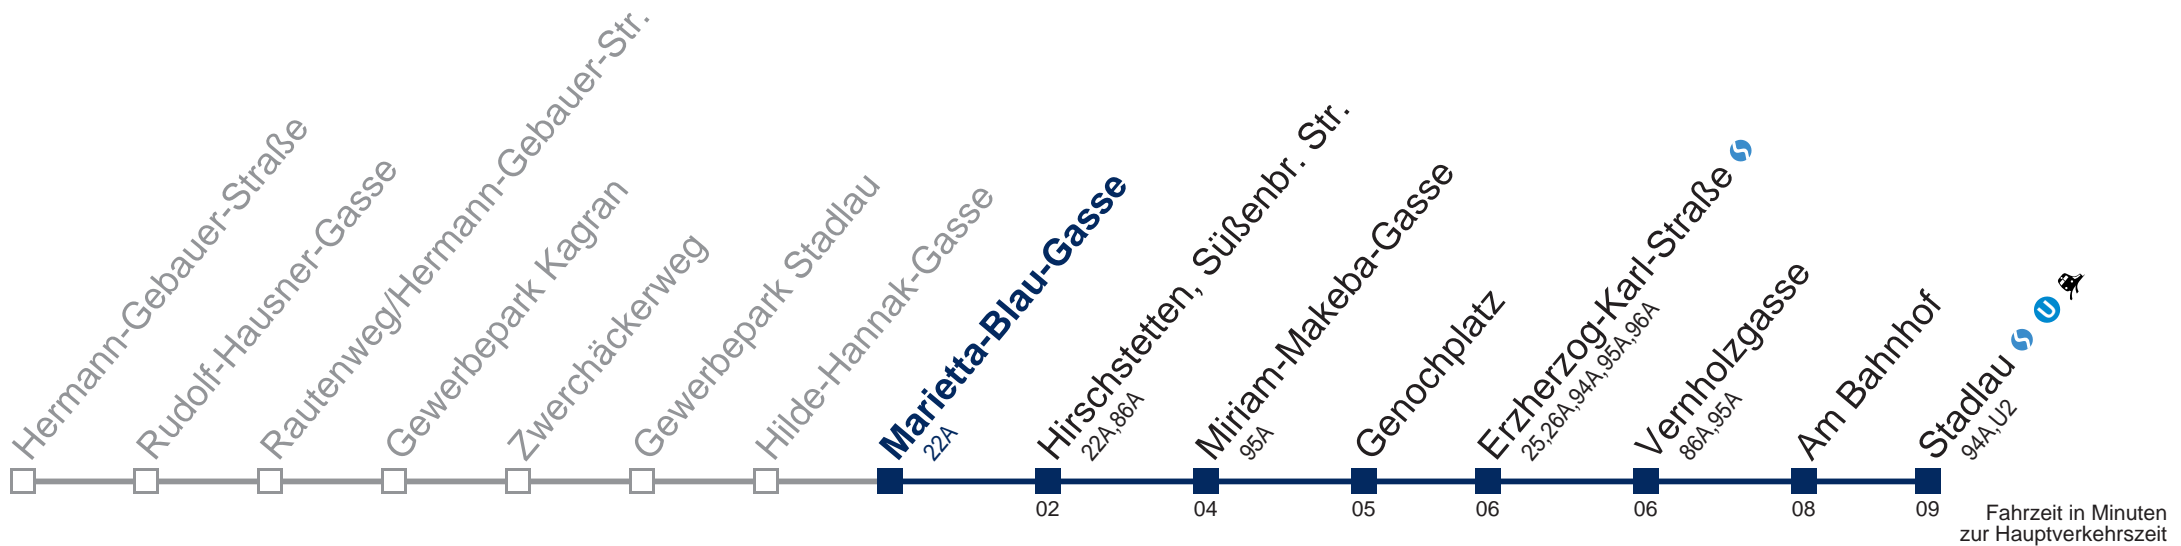 Hermann-Gebauer-Straße
Rudolf-Hausner-Gasse
Rautenweg/Hermann-Gebauer-Str.
Gewerbepark Kagran
Zwerchäckerweg
Gewerbepark Stadlau
Hilde-Hannak-Gasse
Marietta-Blau-Gasse
22A
Hirschstetten, Süßenbr. Str.
22A,86A
02
Miriam-Makeba-Gasse
95A
04
Genochplatz
05
Erzherzog-Karl-Straße S
25,26A,94A,95A,96A
06
Vernholzgasse
86A,95A
06
Am Bahnhof
08
Stadlau S U
94A,U2
09
Fahrzeit in Minuten
zur Hauptverkehrszeit